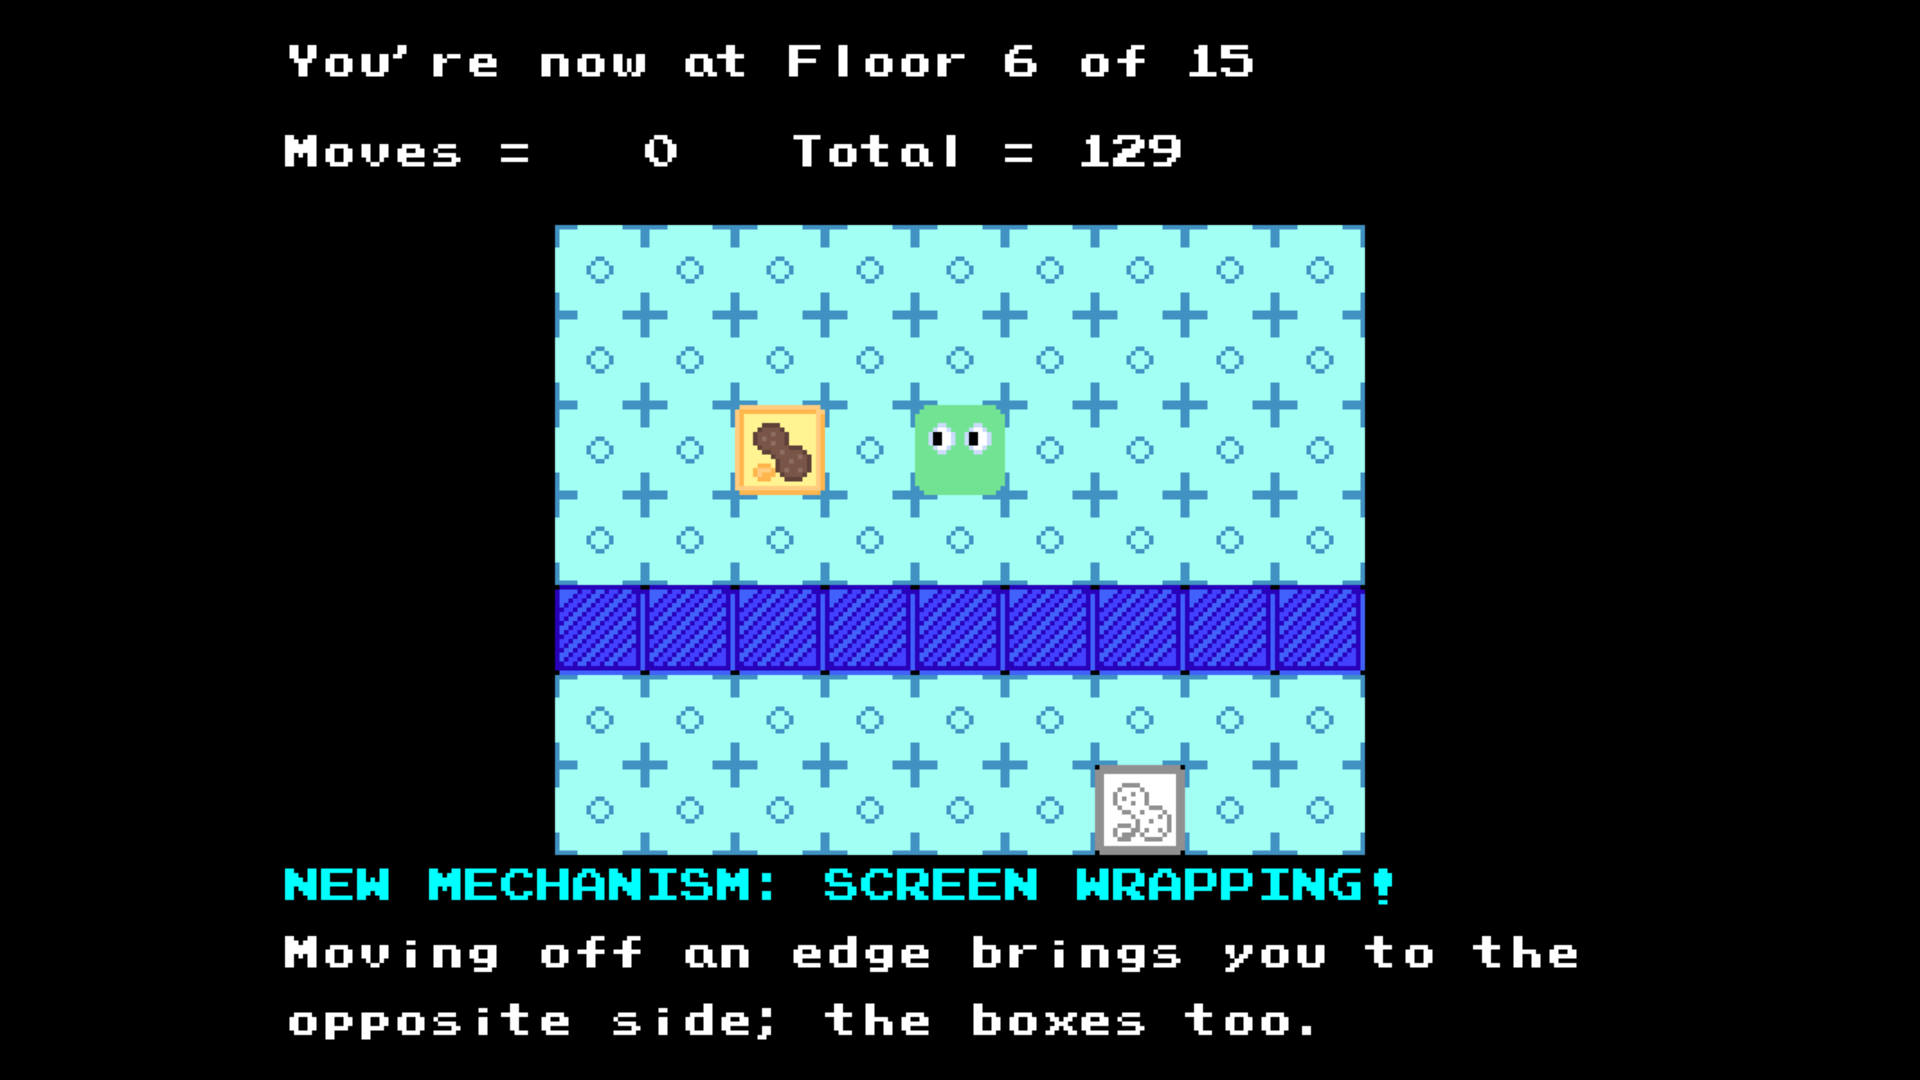 You're now at Floor 6 of 15
Moves = 0 Total = 129
NEW MECHANISM: SCREEN WRAPPING!
Moving off an edge brings you to the
opposite side; the boxes too.